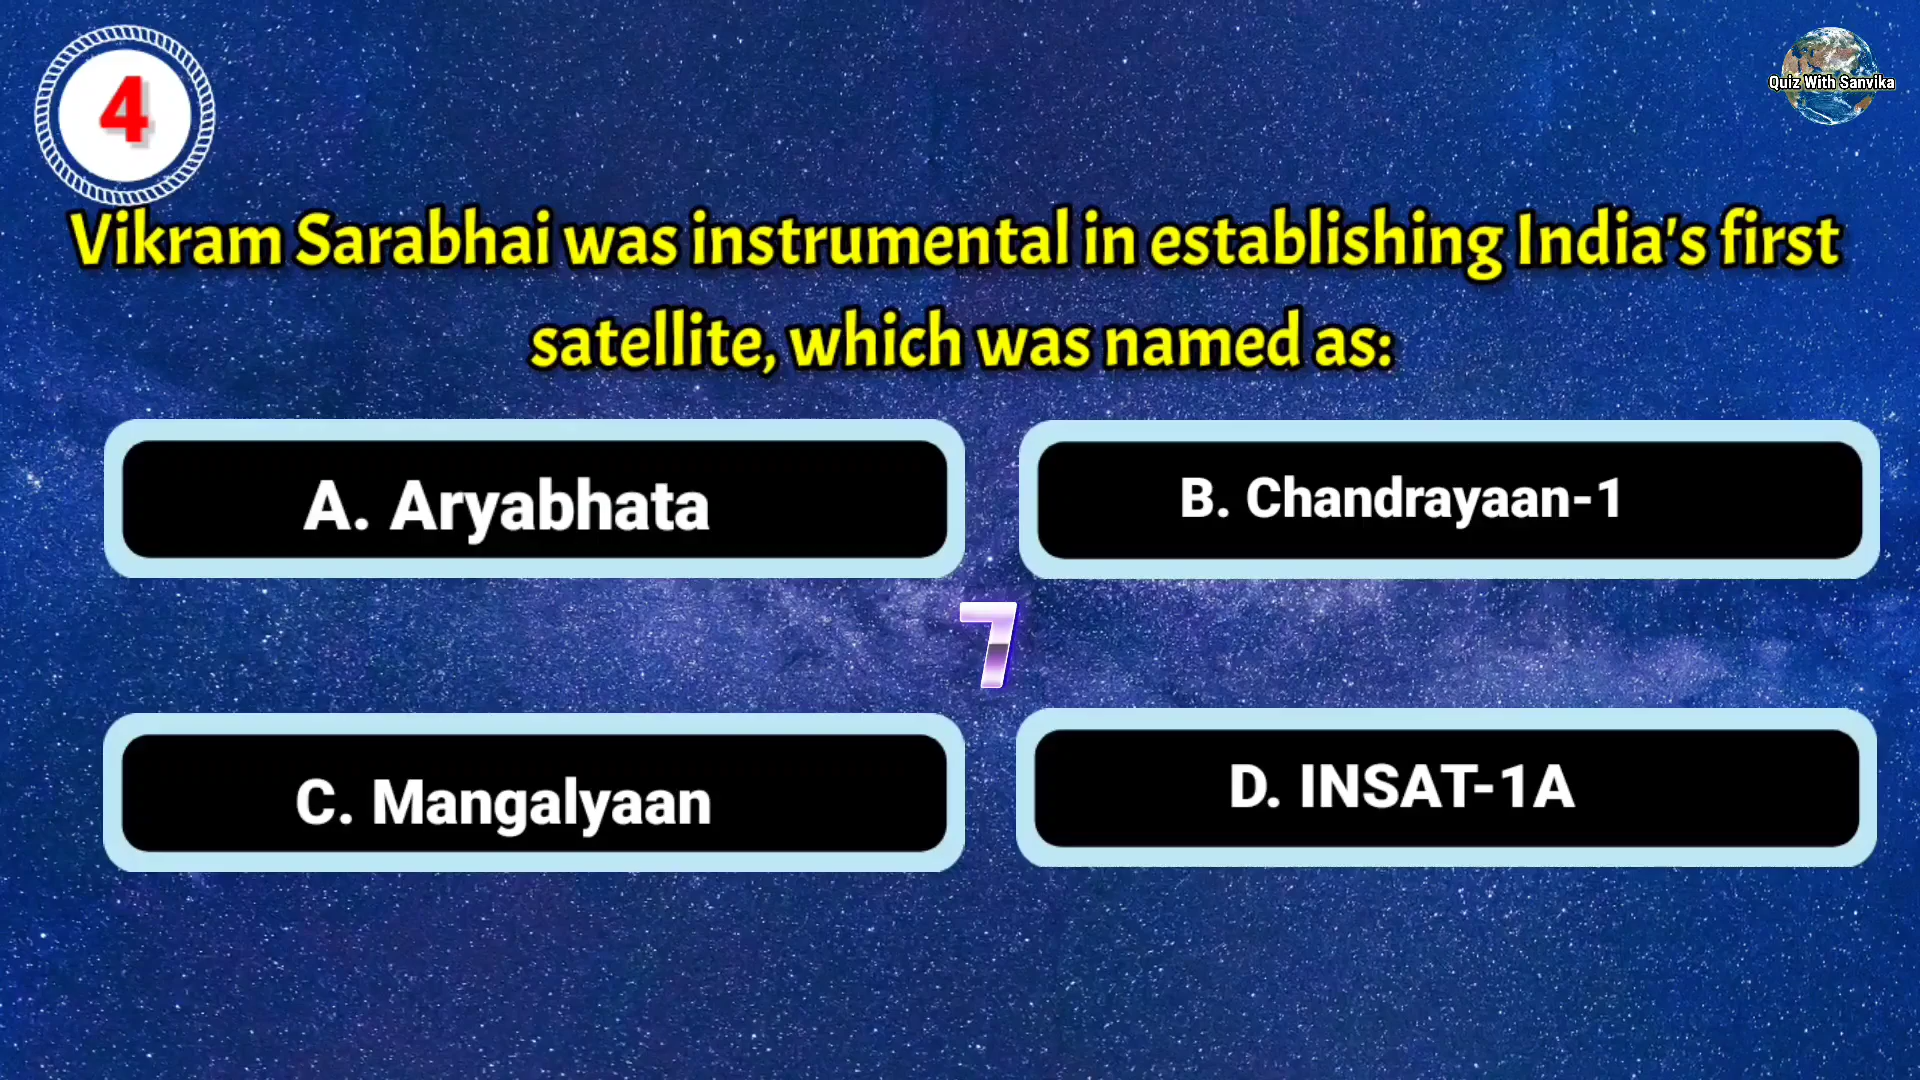 4
Quiz With Sanvika
Vikram Sarabhai was instrumental in establishing India's first
satellite, which was named as:
A. Aryabhata
B. Chandrayaan-1
7
C. Mangalyaan
D. INSAT-1A